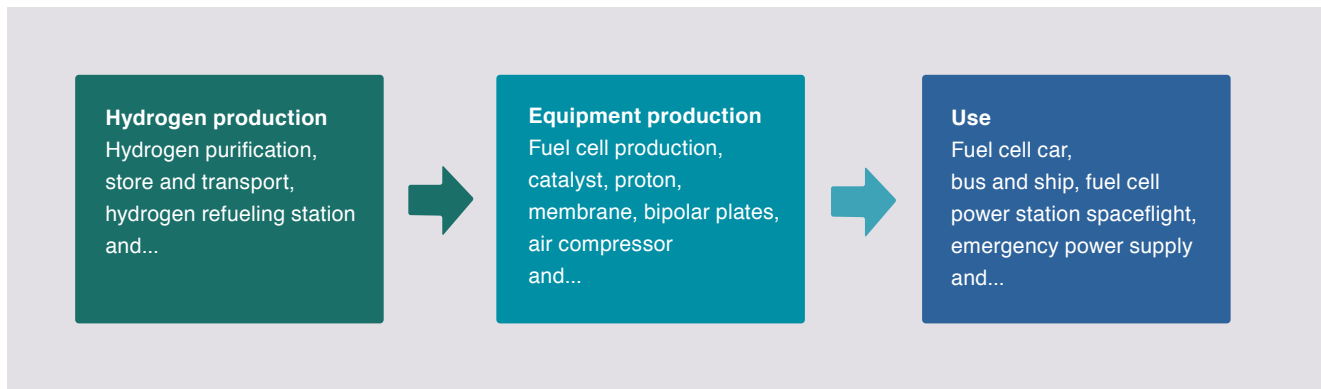 Hydrogen production
Hydrogen purification,
store and transport,
hydrogen refueling station
and...
Equipment production
Fuel cell production,
catalyst, proton,
membrane, bipolar plates,
air compressor
and...
Use
Fuel cell car,
bus and ship, fuel cell
power station spaceflight,
emergency power supply
and...